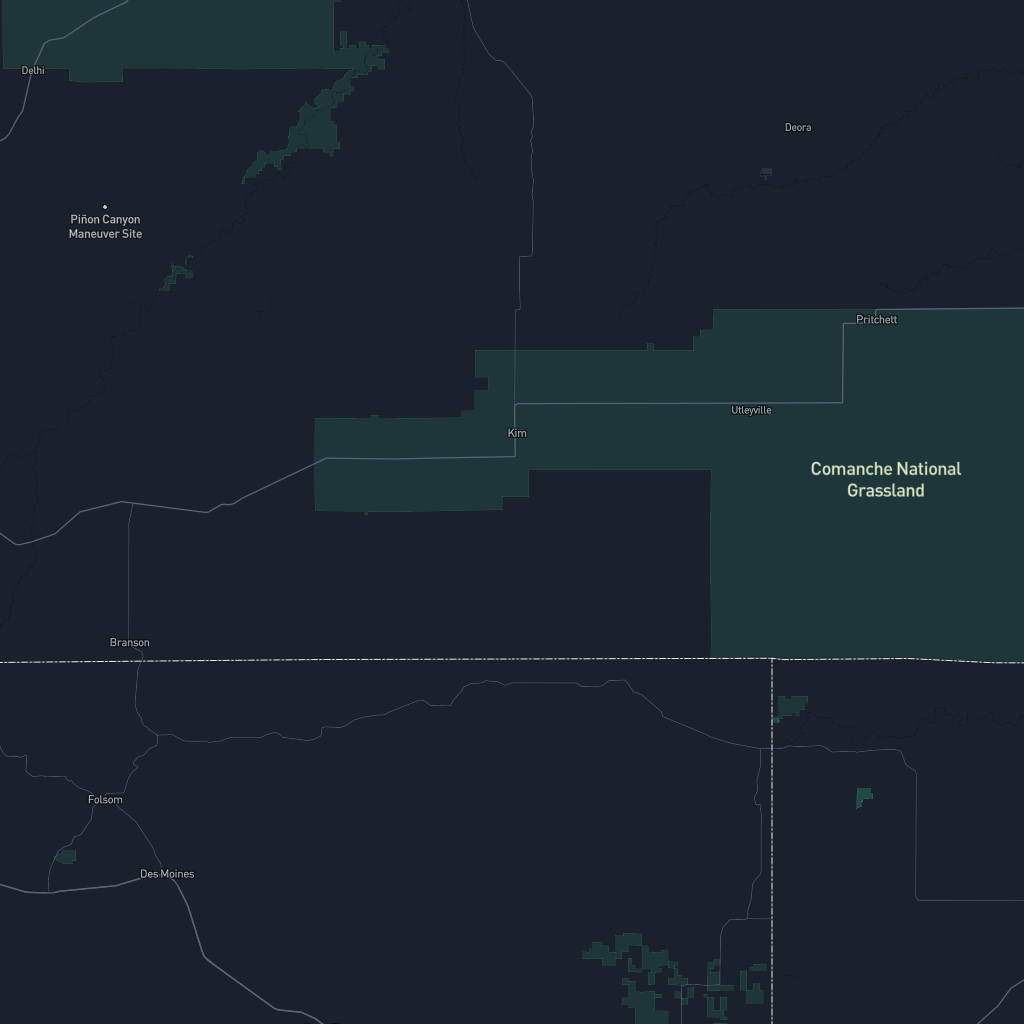 Delhi
Deora
Piñon Canyon
Maneuver Site
Pritchett
Utleyville
Kim
Comanche National
Grassland
Branson
Folsom
Des Moines